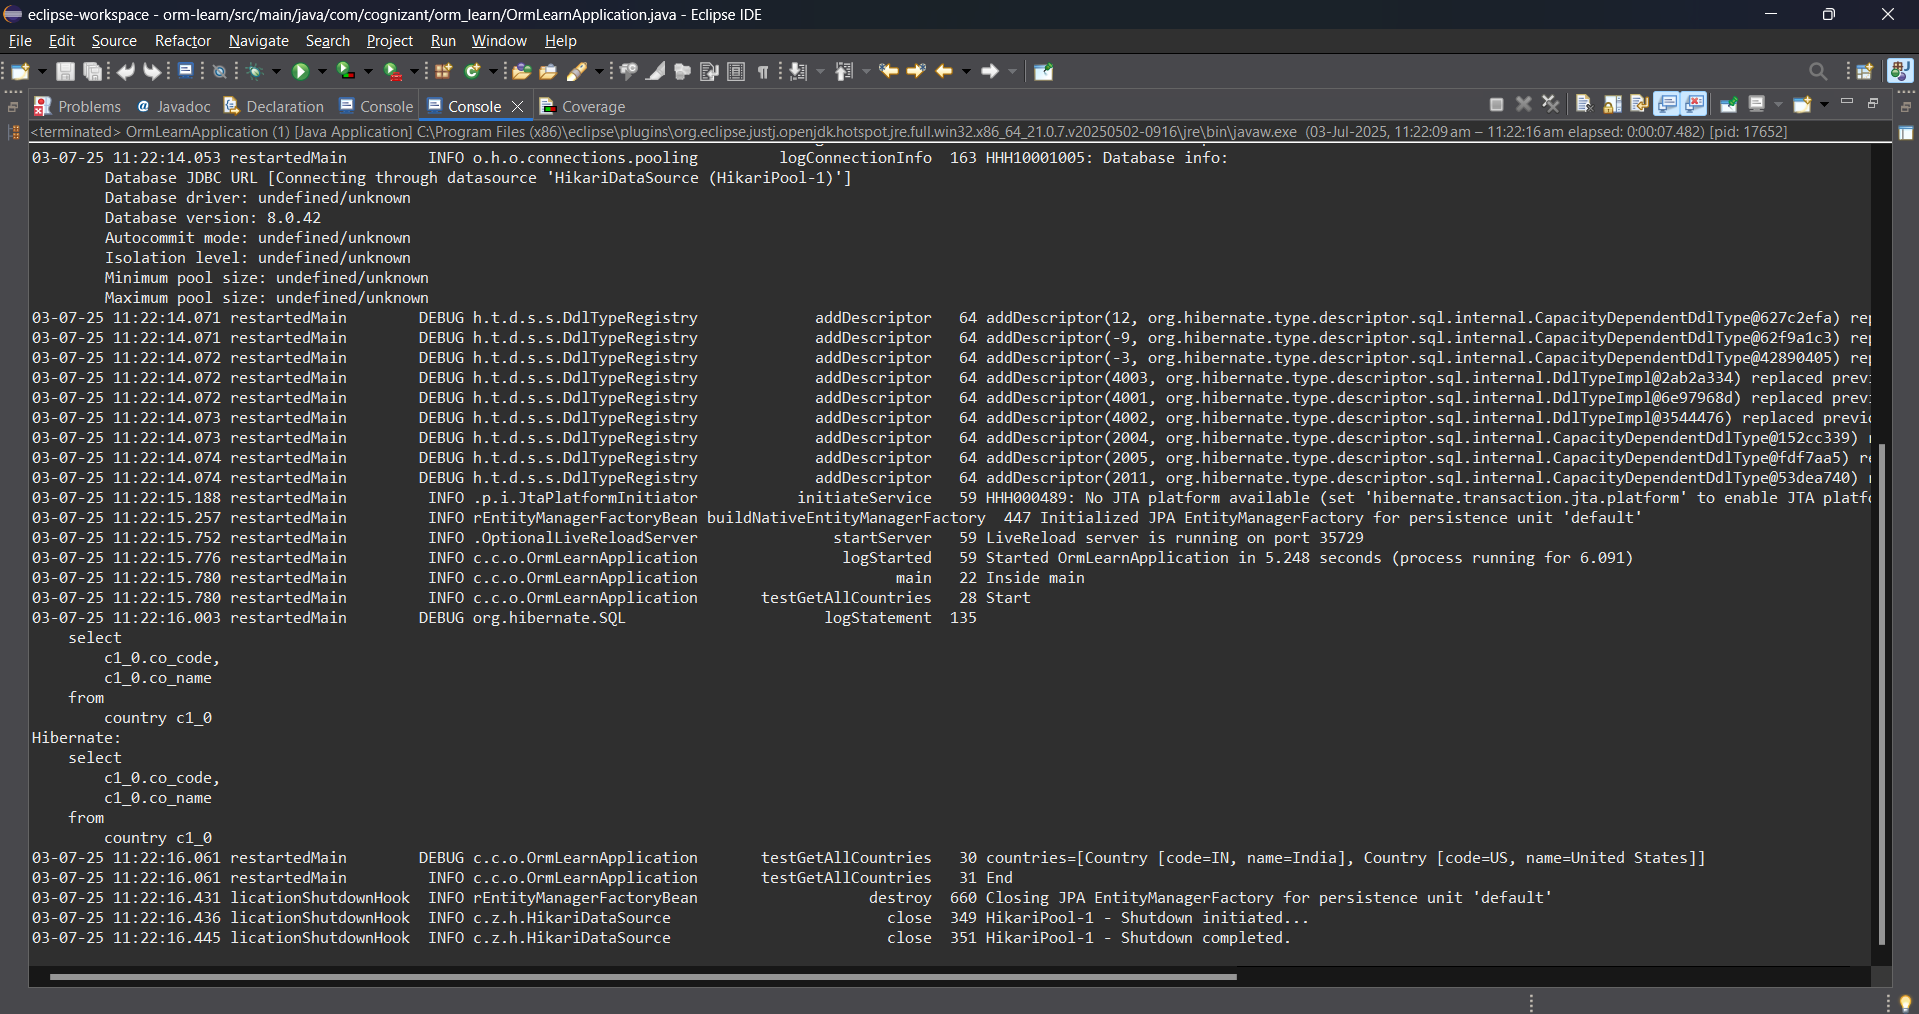 eclipse-workspace - orm-learn/src/main/java/com/cognizant/orm_learn/OrmLearnApplication.java - Eclipse IDE
File Edit Source Refactor Navigate Search Project Run Window Help
Problems Javadoc Declaration Console Console Coverage
<terminated> OrmLearnApplication (1) [Java Application] C:\Program Files (x86)\eclipse\plugins\org.eclipse.justj.openjdk.hotspot.jre.full.win32.x86_64_21.0.7.v20250502-0916\jre\bin\javaw.exe (03-Jul-2025, 11:22:09 am – 11:22:16 am elapsed: 0:00:07.482) [pid: 17652]
03-07-25 11:22:14.053 restartedMain INFO o.h.o.connections.pooling logConnectionInfo 163 HHH10001005: Database info:
Database JDBC URL [Connecting through datasource 'HikariDataSource (HikariPool-1)']
Database driver: undefined/unknown
Database version: 8.0.42
Autocommit mode: undefined/unknown
Isolation level: undefined/unknown
Minimum pool size: undefined/unknown
Maximum pool size: undefined/unknown
03-07-25 11:22:14.071 restartedMain DEBUG h.t.d.s.s.DdlTypeRegistry addDescriptor 64 addDescriptor(12, org.hibernate.type.descriptor.sql.internal.CapacityDependentDdlType@627c2efa)
03-07-25 11:22:14.071 restartedMain DEBUG h.t.d.s.s.DdlTypeRegistry addDescriptor 64 addDescriptor(-9, org.hibernate.type.descriptor.sql.internal.CapacityDependentDdlType@62f9a1c3)
03-07-25 11:22:14.072 restartedMain DEBUG h.t.d.s.s.DdlTypeRegistry addDescriptor 64 addDescriptor(-3, org.hibernate.type.descriptor.sql.internal.CapacityDependentDdlType@42890405)
03-07-25 11:22:14.072 restartedMain DEBUG h.t.d.s.s.DdlTypeRegistry addDescriptor 64 addDescriptor(4003, org.hibernate.type.descriptor.sql.internal.DdlTypeImpl@2ab2a334) replaced
03-07-25 11:22:14.072 restartedMain DEBUG h.t.d.s.s.DdlTypeRegistry addDescriptor 64 addDescriptor(4001, org.hibernate.type.descriptor.sql.internal.DdlTypeImpl@6e97968d) replaced
03-07-25 11:22:14.073 restartedMain DEBUG h.t.d.s.s.DdlTypeRegistry addDescriptor 64 addDescriptor(4002, org.hibernate.type.descriptor.sql.internal.DdlTypeImpl@3544476) replaced
03-07-25 11:22:14.073 restartedMain DEBUG h.t.d.s.s.DdlTypeRegistry addDescriptor 64 addDescriptor(2004, org.hibernate.type.descriptor.sql.internal.CapacityDependentDdlType@152cc339)
03-07-25 11:22:14.074 restartedMain DEBUG h.t.d.s.s.DdlTypeRegistry addDescriptor 64 addDescriptor(2005, org.hibernate.type.descriptor.sql.internal.CapacityDependentDdlType@fdf7aa5)
03-07-25 11:22:14.074 restartedMain DEBUG h.t.d.s.s.DdlTypeRegistry addDescriptor 64 addDescriptor(2011, org.hibernate.type.descriptor.sql.internal.CapacityDependentDdlType@53dea740)
03-07-25 11:22:15.188 restartedMain INFO .p.i.JtaPlatformInitiator initiateService 59 HHH000489: No JTA platform available (set 'hibernate.transaction.jta.platform' to enable JTA
03-07-25 11:22:15.257 restartedMain INFO rEntityManagerFactoryBean buildNativeEntityManagerFactory 447 Initialized JPA EntityManagerFactory for persistence unit 'default'
03-07-25 11:22:15.752 restartedMain INFO .OptionalLiveReloadServer startServer 59 LiveReload server is running on port 35729
03-07-25 11:22:15.776 restartedMain INFO c.c.o.OrmLearnApplication logStarted 59 Started OrmLearnApplication in 5.248 seconds (process running for 6.091)
03-07-25 11:22:15.780 restartedMain INFO c.c.o.OrmLearnApplication main 22 Inside main
03-07-25 11:22:15.780 restartedMain INFO c.c.o.OrmLearnApplication testGetAllCountries 28 Start
03-07-25 11:22:16.003 restartedMain DEBUG org.hibernate.SQL logStatement 135
select
c1_0.co_code,
c1_0.co_name
from
country c1_0
Hibernate:
select
c1_0.co_code,
c1_0.co_name
from
country c1_0
03-07-25 11:22:16.061 restartedMain DEBUG c.c.o.OrmLearnApplication testGetAllCountries 30 countries=[Country [code=IN, name=India], Country [code=US, name=United States]]
03-07-25 11:22:16.061 restartedMain INFO c.c.o.OrmLearnApplication testGetAllCountries 31 End
03-07-25 11:22:16.431 licationShutdownHook INFO rEntityManagerFactoryBean destroy 660 Closing JPA EntityManagerFactory for persistence unit 'default'
03-07-25 11:22:16.436 licationShutdownHook INFO c.z.h.HikariDataSource close 349 HikariPool-1 - Shutdown initiated...
03-07-25 11:22:16.445 licationShutdownHook INFO c.z.h.HikariDataSource close 351 HikariPool-1 - Shutdown completed.